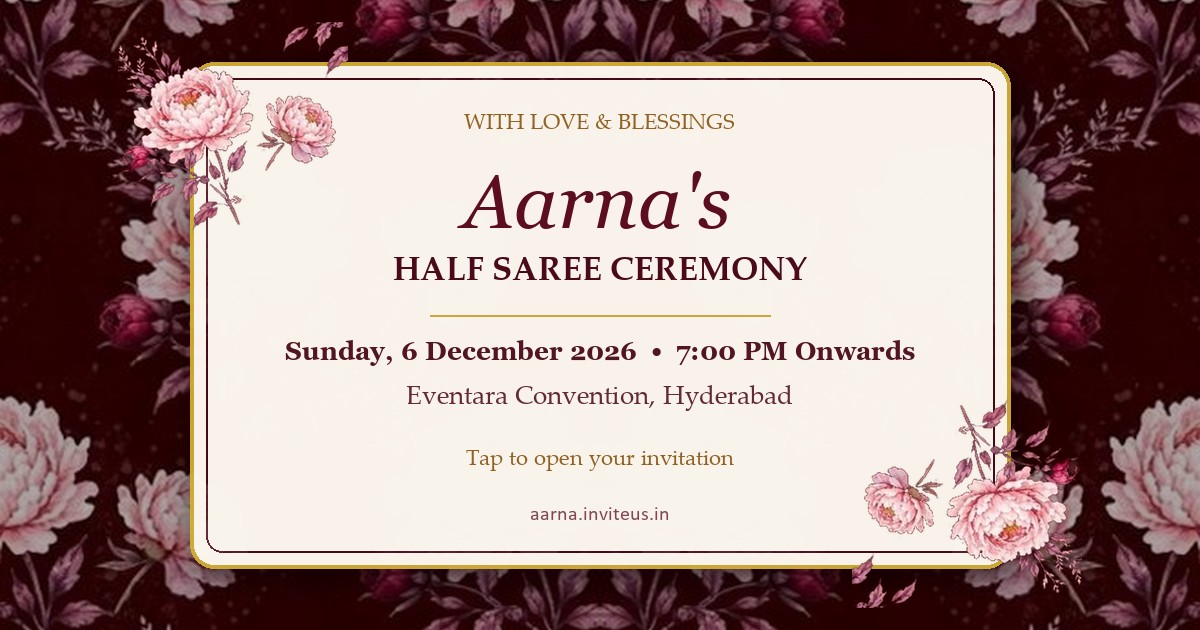 WITH LOVE & BLESSINGS
Aarna's
HALF SAREE CEREMONY
Sunday, 6 December 2026 • 7:00 PM Onwards
Eventara Convention, Hyderabad
Tap to open your invitation
aarna.inviteus.in